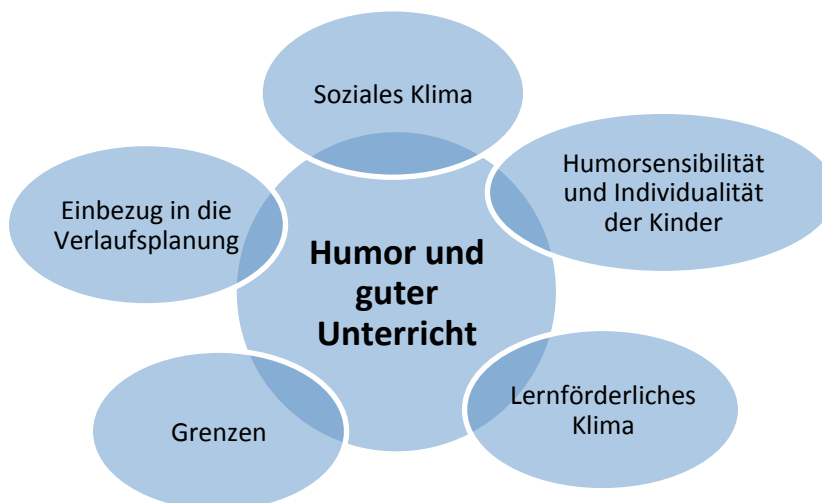 Soziales Klima
Humorsensibilität
und Individualität
der Kinder
Einbezug in die
Verlaufsplanung
Humor und
guter
Unterricht
Lernförderliches
Klima
Grenzen